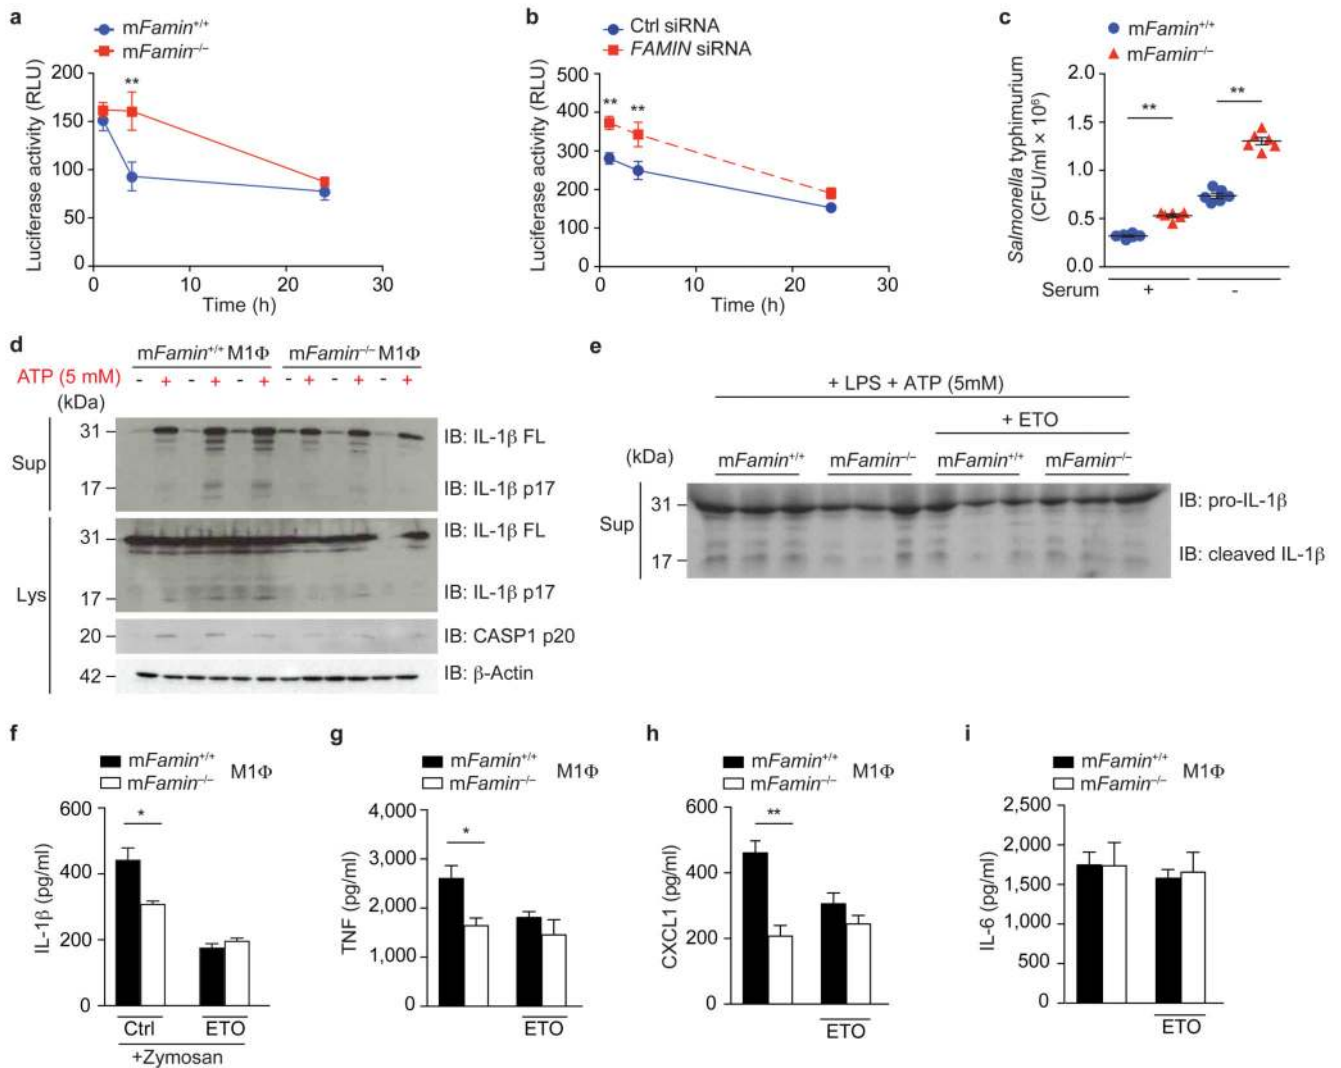 a
mFamin+/+
mFamin–/–
Luciferase activity (RLU)
200
150
100
50
0
**
0 10 20 30
Time (h)
b
Ctrl siRNA
FAMIN siRNA
Luciferase activity (RLU)
500
400
300
200
100
0
** **
0 10 20 30
Time (h)
c
mFamin+/+
mFamin–/–
Salmonella typhimurium
(CFU/ml × 10⁶)
2.0
1.5
1.0
0.5
0.0
** **
Serum + -
d
mFamin+/+ M1Φ mFamin–/– M1Φ
ATP (5 mM) - + - + - + - + - + - +
(kDa)
Sup
31 IB: IL-1β FL
17 IB: IL-1β p17
Lys
31 IB: IL-1β FL
17 IB: IL-1β p17
20 IB: CASP1 p20
42 IB: β-Actin
e
+ LPS + ATP (5mM)
+ ETO
(kDa) mFamin+/+ mFamin–/– mFamin+/+ mFamin–/–
Sup
31 IB: pro-IL-1β
17 IB: cleaved IL-1β
f
mFamin+/+
mFamin–/–
M1Φ
IL-1β (pg/ml)
600
400
200
0
*
Ctrl ETO
+Zymosan
g
mFamin+/+
mFamin–/–
M1Φ
TNF (pg/ml)
4,000
3,000
2,000
1,000
0
*
ETO
h
mFamin+/+
mFamin–/–
M1Φ
CXCL1 (pg/ml)
600
400
200
0
**
ETO
i
mFamin+/+
mFamin–/–
M1Φ
IL-6 (pg/ml)
2,500
2,000
1,500
1,000
500
0
ETO